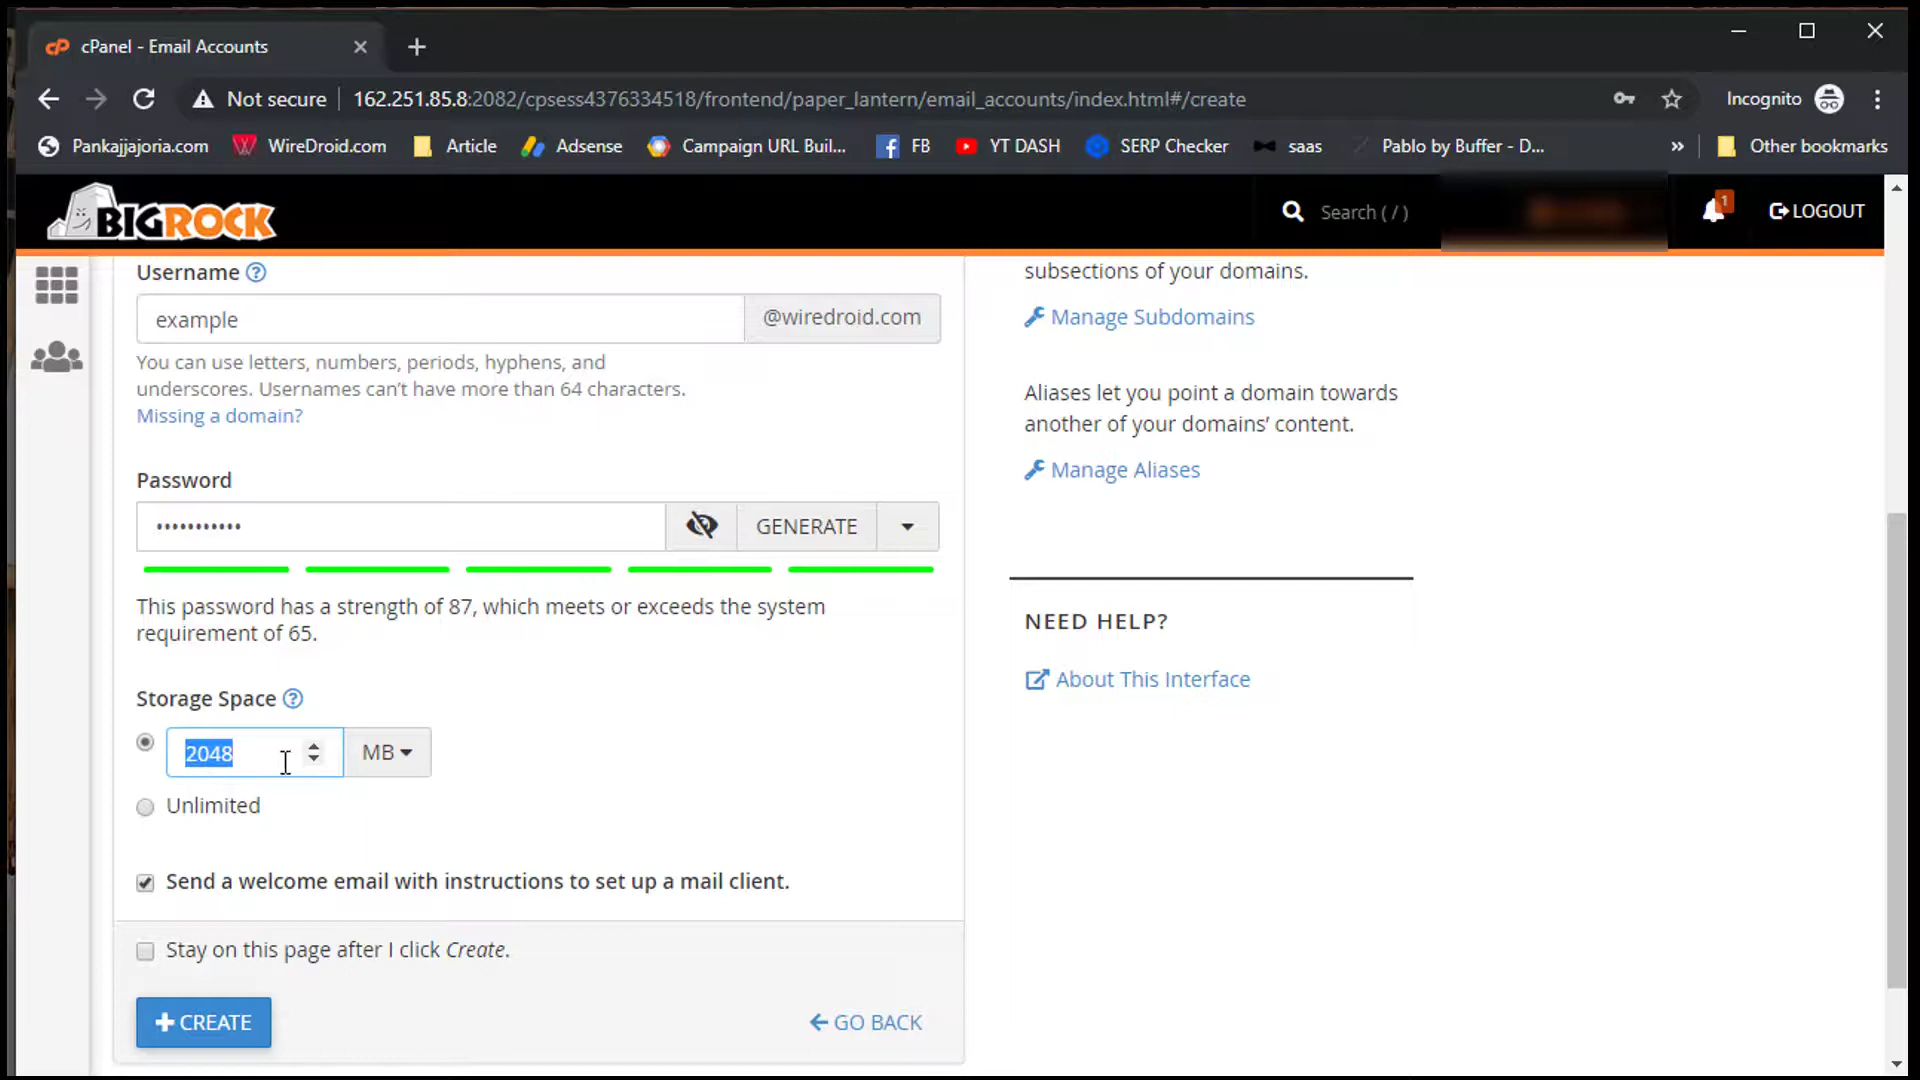 cPanel - Email Accounts
Not secure 162.251.85.8:2082/cpsess4376334518/frontend/paper_lantern/email_accounts/index.html#/create Incognito
Pankajjajoria.com WireDroid.com Article Adsense Campaign URL Buil... FB YT DASH SERP Checker saas Pablo by Buffer - D... » Other bookmarks
BIGROCK Search ( / ) 1 LOGOUT
Username
example @wiredroid.com
You can use letters, numbers, periods, hyphens, and
underscores. Usernames can't have more than 64 characters.
Missing a domain?
Password
••••••••••• GENERATE
This password has a strength of 87, which meets or exceeds the system
requirement of 65.
Storage Space
2048 MB
Unlimited
Send a welcome email with instructions to set up a mail client.
Stay on this page after I click Create.
CREATE GO BACK
subsections of your domains.
Manage Subdomains
Aliases let you point a domain towards
another of your domains' content.
Manage Aliases
NEED HELP?
About This Interface